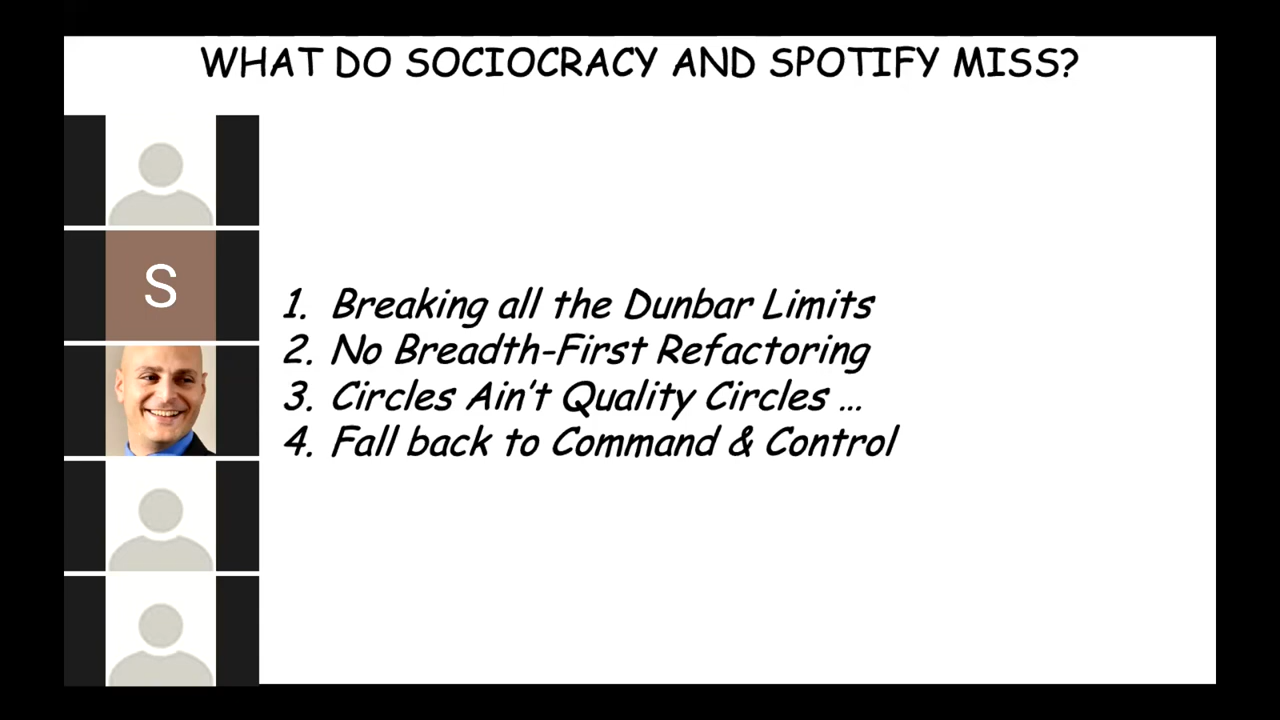 WHAT DO SOCIOCRACY AND SPOTIFY MISS?
S
1. Breaking all the Dunbar Limits
2. No Breadth-First Refactoring
3. Circles Ain't Quality Circles ...
4. Fall back to Command & Control